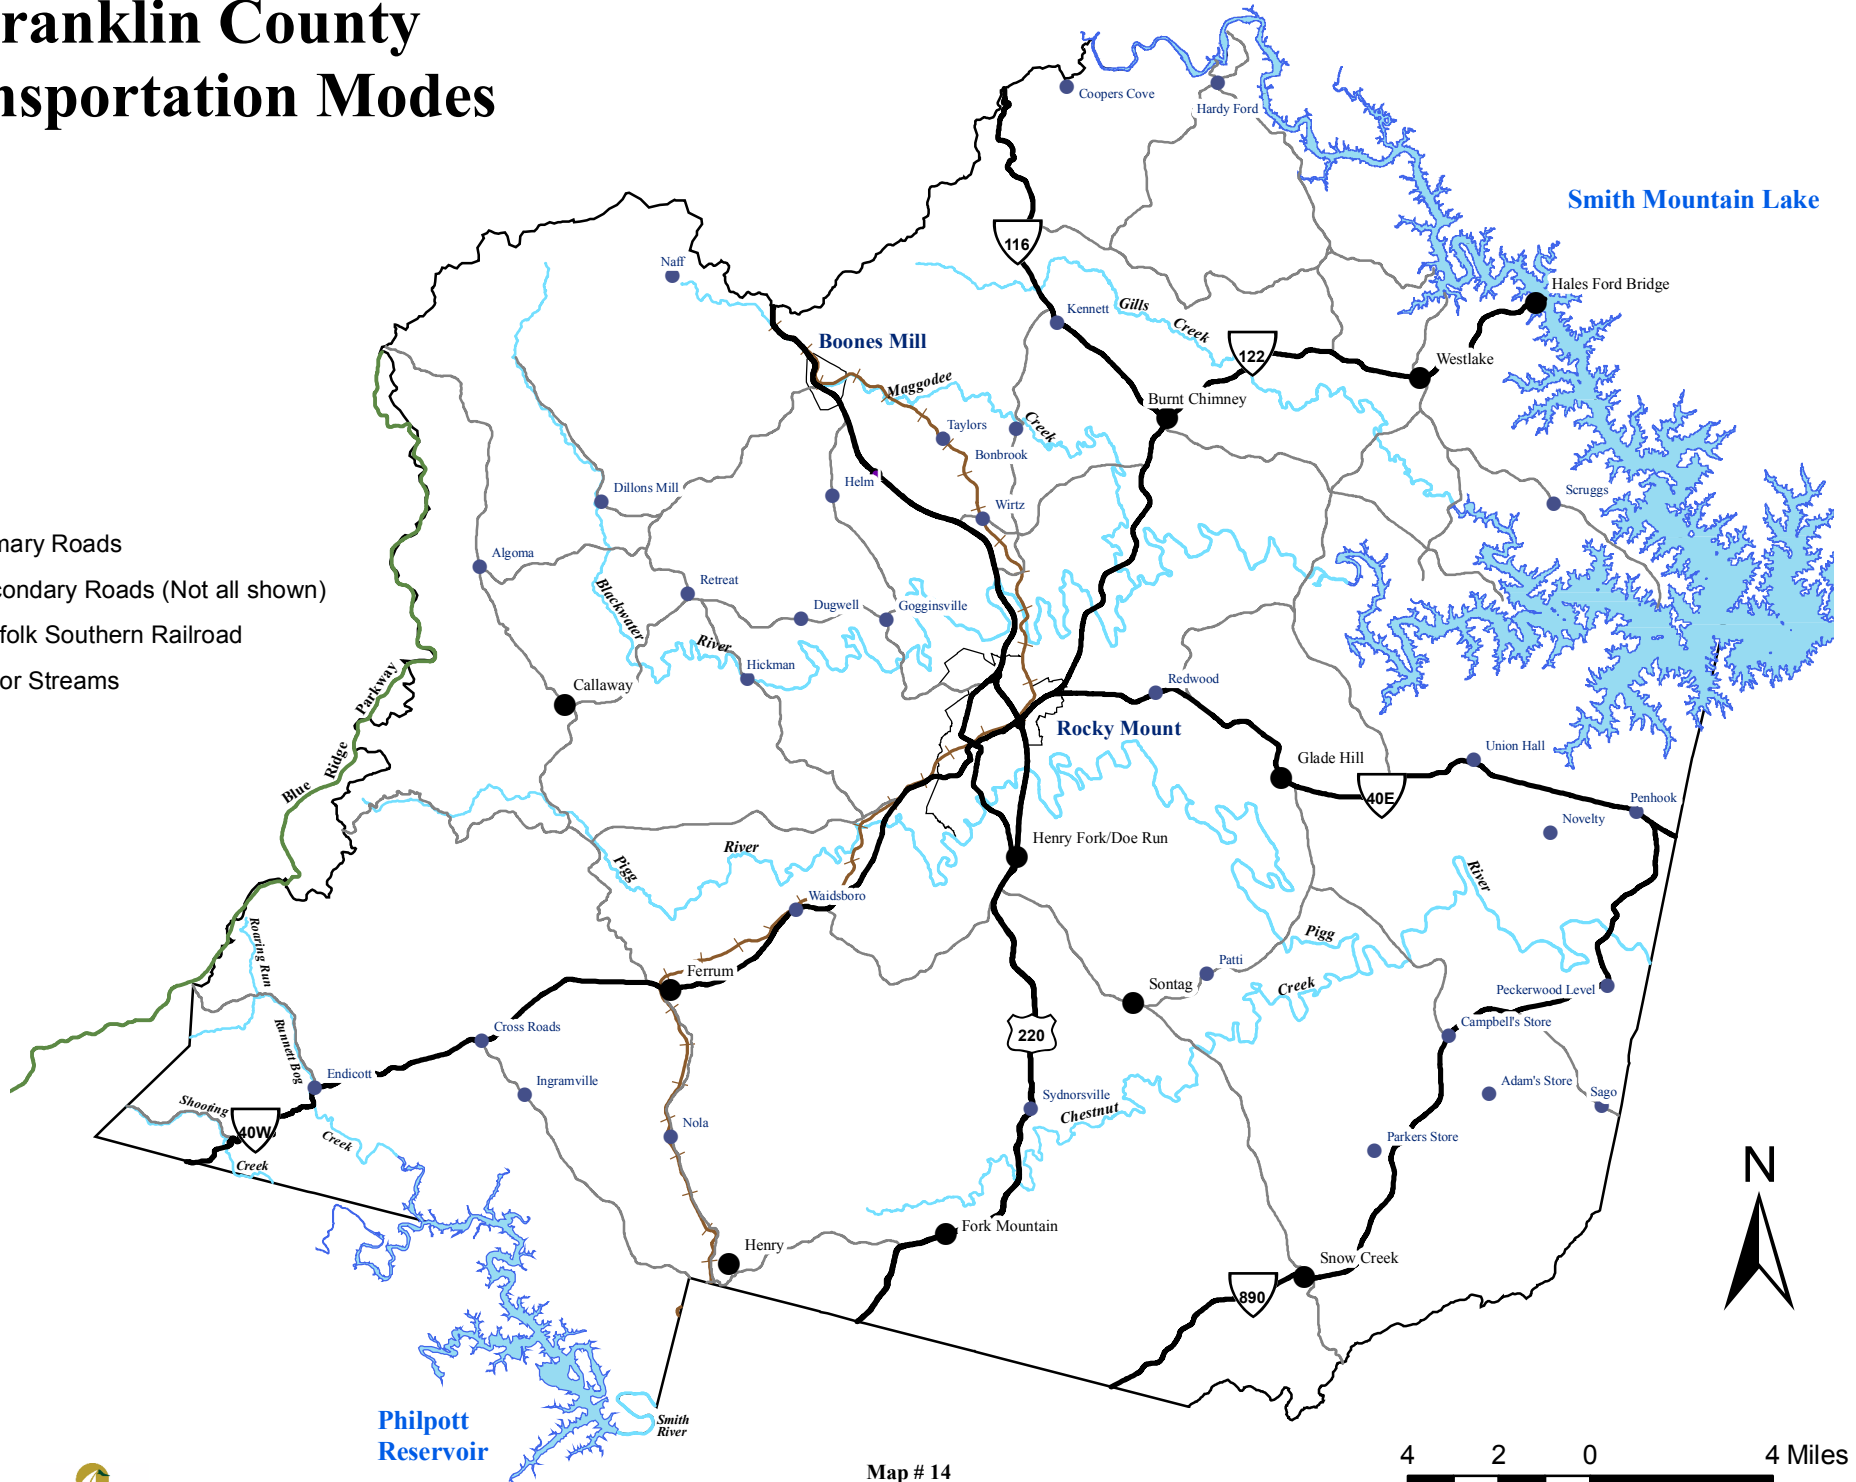 ranklin County
nsportation Modes
Coopers Cove
Hardy Ford
Smith Mountain Lake
116
Naff
Hales Ford Bridge
Kennett
Gills
Creek
Boones Mill
122
Westlake
Maggodee
Creek
Burnt Chimney
Taylors
Bonbrook
Helm
Dillons Mill
Scruggs
Wirtz
mary Roads
Algoma
condary Roads (Not all shown)
Retreat
Blackwater
River
Dugwell
Gogginsville
folk Southern Railroad
Hickman
or Streams
Callaway
Redwood
Blue Ridge Parkway
Rocky Mount
Union Hall
Glade Hill
40E
Penhook
Novelty
Henry Fork/Doe Run
River
Pigg
River
Waidsboro
Roaring Run
Pigg
Patti
Ferrum
Sontag
Creek
Peckerwood Level
Cross Roads
220
Campbell's Store
Runnett Bog
Endicott
Ingramville
Adam's Store
Sago
Sydnorsville
Chestnut
Shooting
40W
Creek
Nola
Parkers Store
Creek
N
Fork Mountain
Henry
Snow Creek
890
Philpott
Reservoir
Smith
River
Map # 14
4 2 0 4 Miles